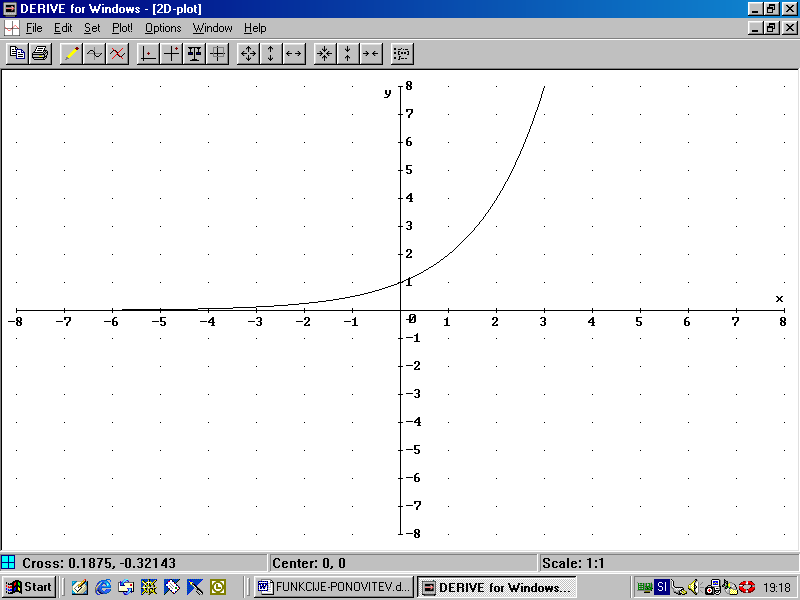 DERIVE for Windows - [2D-plot]
File Edit Set Plot! Options Window Help
y
8
7
6
5
4
3
2
1
x
-8 -7 -6 -5 -4 -3 -2 -1 -0 1 2 3 4 5 6 7 8
-1
-2
-3
-4
-5
-6
-7
-8
Cross: 0.1875, -0.32143 Center: 0, 0 Scale: 1:1
Start FUNKCIJE-PONOVITEV.d... DERIVE for Windows... SI 19:18